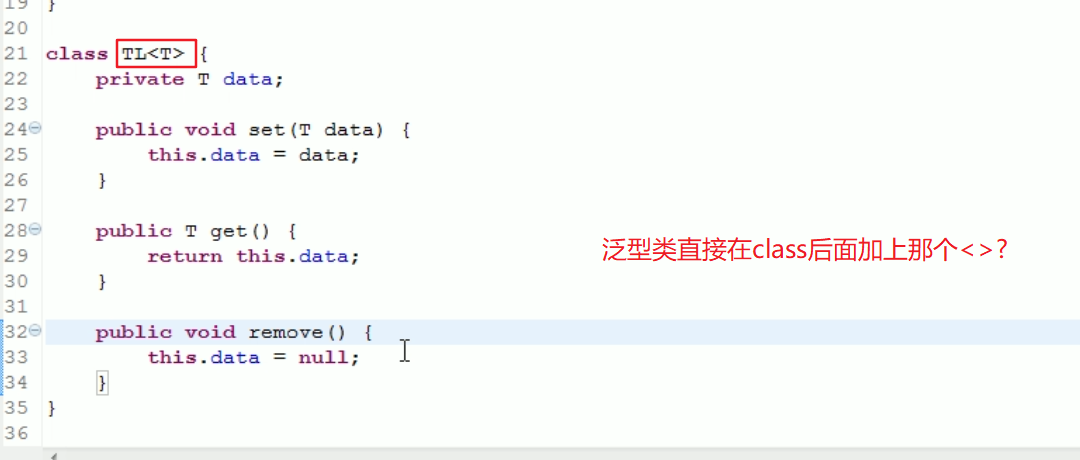 19 }
20
21 class TL<T> {
22 private T data;
23
24 public void set(T data) {
25 this.data = data;
26 }
27
28 public T get() {
29 return this.data;
30 }
31
32 public void remove() {
33 this.data = null;
34 }
35 }
36
泛型类直接在class后面加上那个<>?